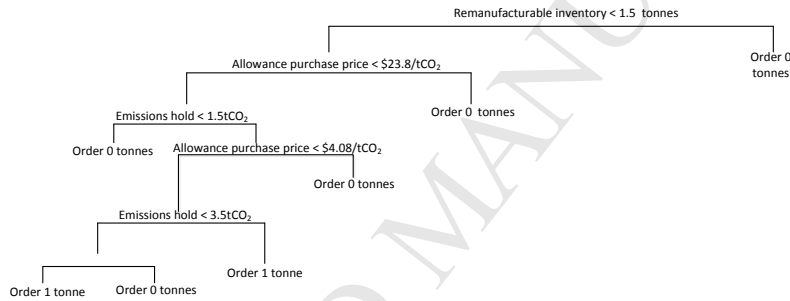 Remanufacturable inventory < 1.5 tonnes
Order 0
tonnes
Allowance purchase price < $23.8/tCO₂
Order 0 tonnes
Emissions hold < 1.5tCO₂
Order 0 tonnes
Allowance purchase price < $4.08/tCO₂
Order 0 tonnes
Emissions hold < 3.5tCO₂
Order 1 tonne
Order 1 tonne
Order 0 tonnes